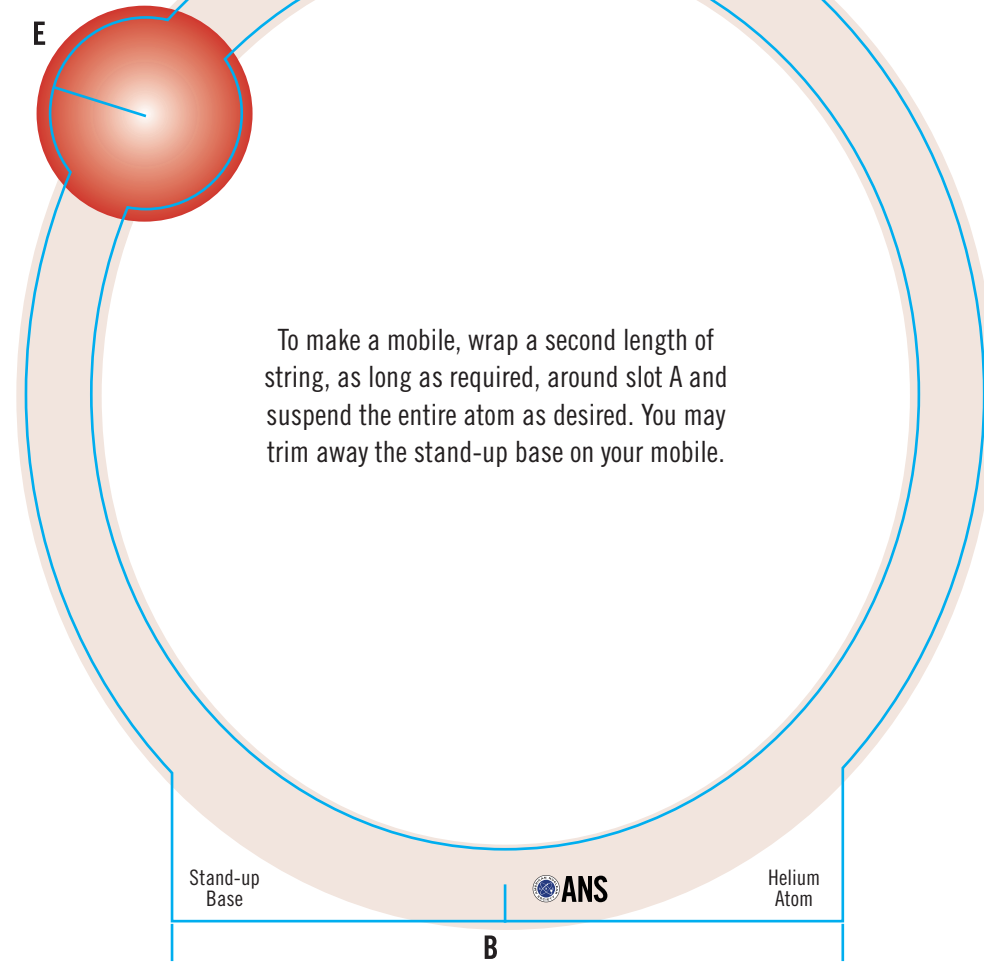 E
To make a mobile, wrap a second length of
string, as long as required, around slot A and
suspend the entire atom as desired. You may
trim away the stand-up base on your mobile.
Stand-up
Base
ANS
Helium
Atom
B